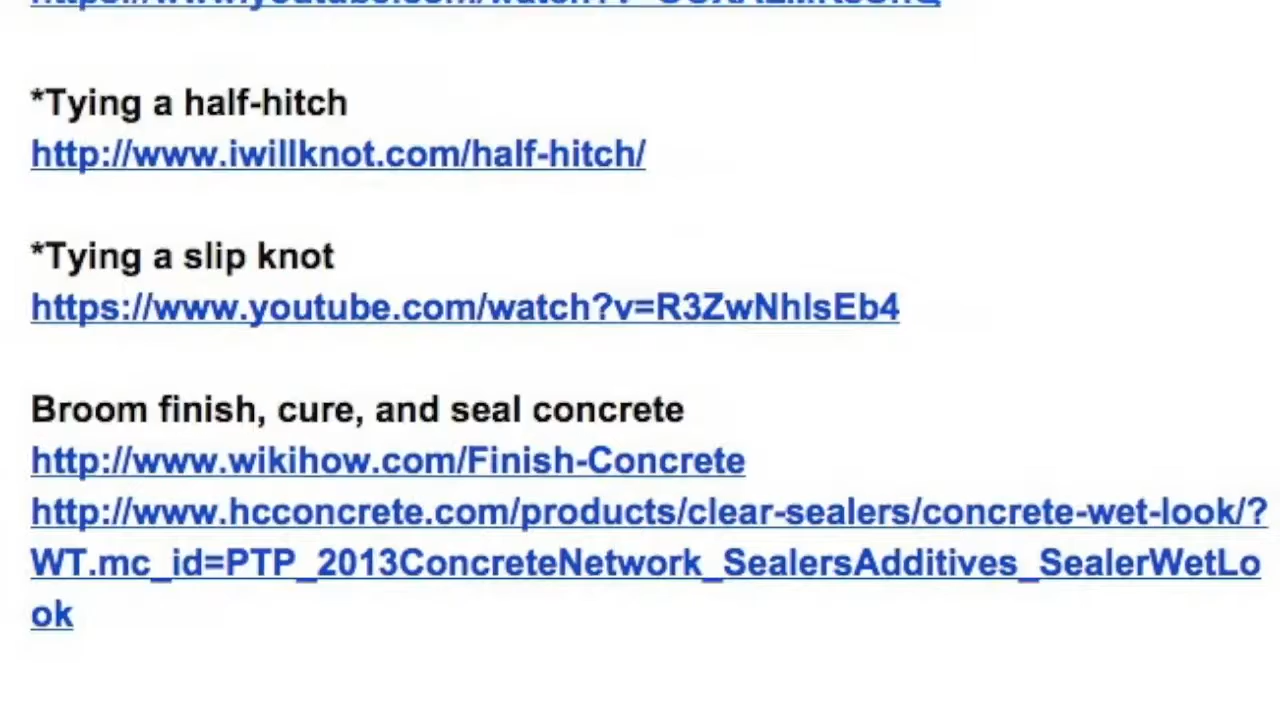 *Tying a half-hitch
http://www.iwillknot.com/half-hitch/
*Tying a slip knot
https://www.youtube.com/watch?v=R3ZwNhlsEb4
Broom finish, cure, and seal concrete
http://www.wikihow.com/Finish-Concrete
http://www.hcconcrete.com/products/clear-sealers/concrete-wet-look/?
WT.mc_id=PTP_2013ConcreteNetwork_SealersAdditives_SealerWetLo
ok